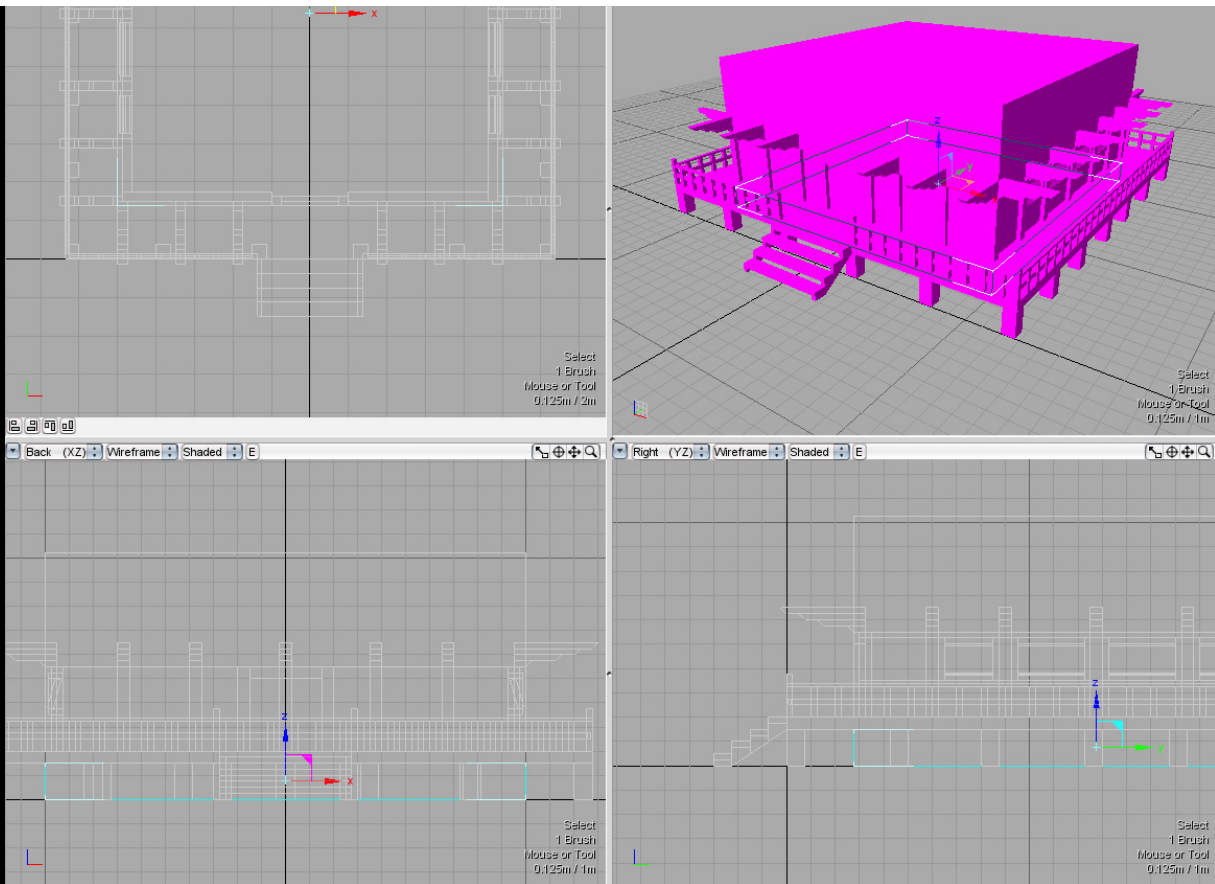 x
Select
1 Brush
Mouse or Tool
0.125m / 2m
z
y
x
Select
1 Brush
Mouse or Tool
0.125m / 1m
Back (XZ) Wireframe Shaded E
Right (YZ) Wireframe Shaded E
z
x
Select
1 Brush
Mouse or Tool
0.125m / 1m
z
y
Select
1 Brush
Mouse or Tool
0.125m / 1m